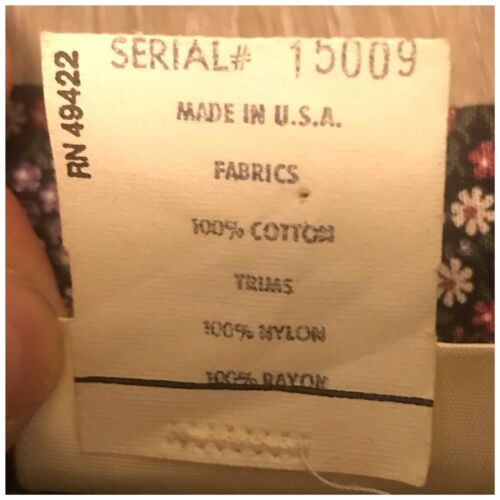 SERIAL# 15009
RN 49422
MADE IN U.S.A.
FABRICS
100% COTTON
TRIMS
100% NYLON
100% RAYON